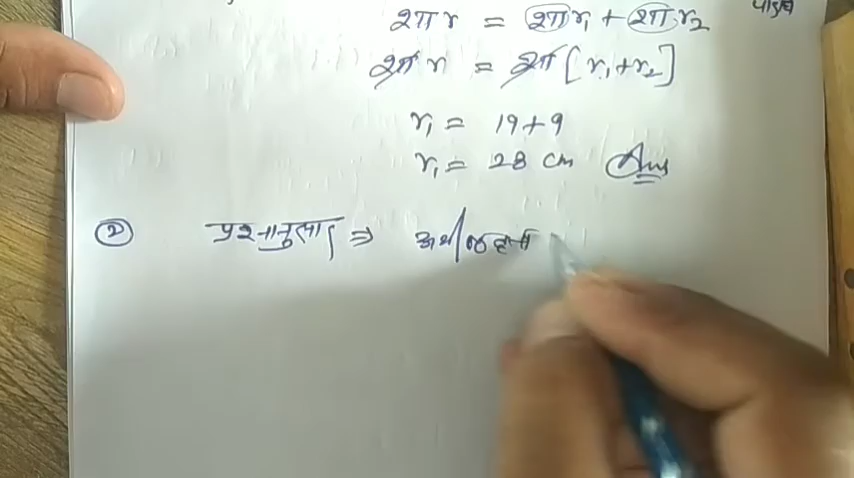 2πr = 2πr₁ + 2πr₂
2πr = 2π[r₁+r₂]
r₁ = 19+9
r₁ = 28 cm Ans
② प्रश्नानुसार ⇒